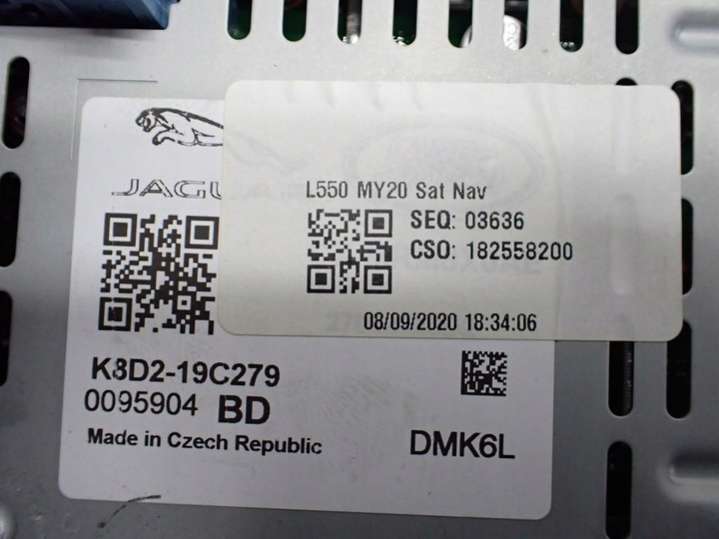 JAGU
L550 MY20 Sat Nav
SEQ: 03636
CSO: 182558200
08/09/2020 18:34:06
K8D2-19C279
0095904 BD
Made in Czech Republic
DMK6L